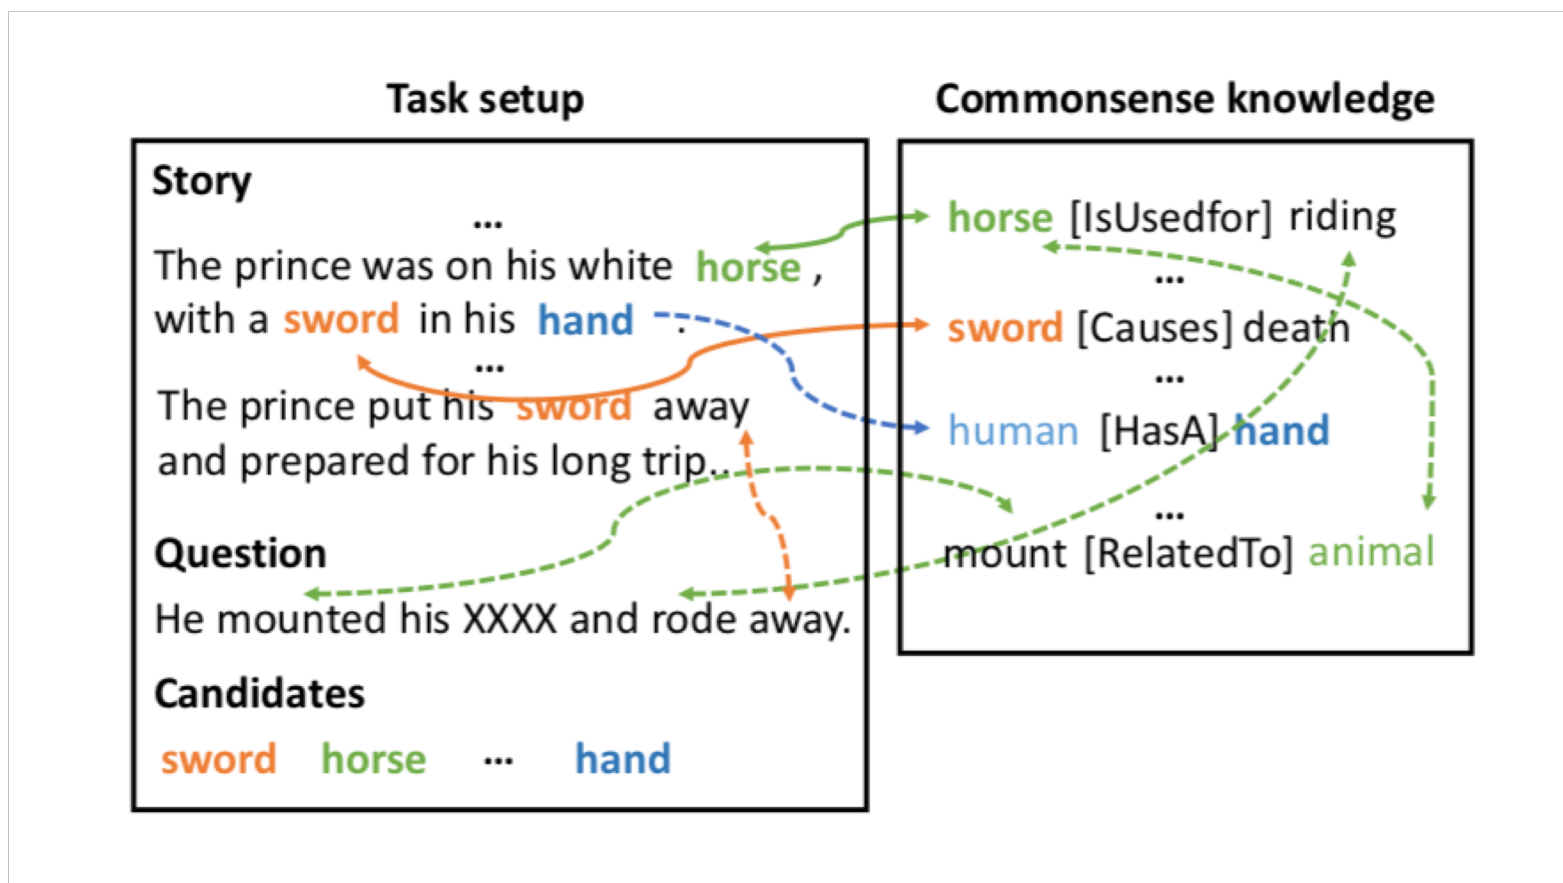 Task setup
Story
...
The prince was on his white horse ,
with a sword in his hand .
...
The prince put his sword away
and prepared for his long trip..
Question
He mounted his XXXX and rode away.
Candidates
sword horse ... hand
Commonsense knowledge
horse [IsUsedfor] riding
...
sword [Causes] death
...
human [HasA] hand
...
mount [RelatedTo] animal